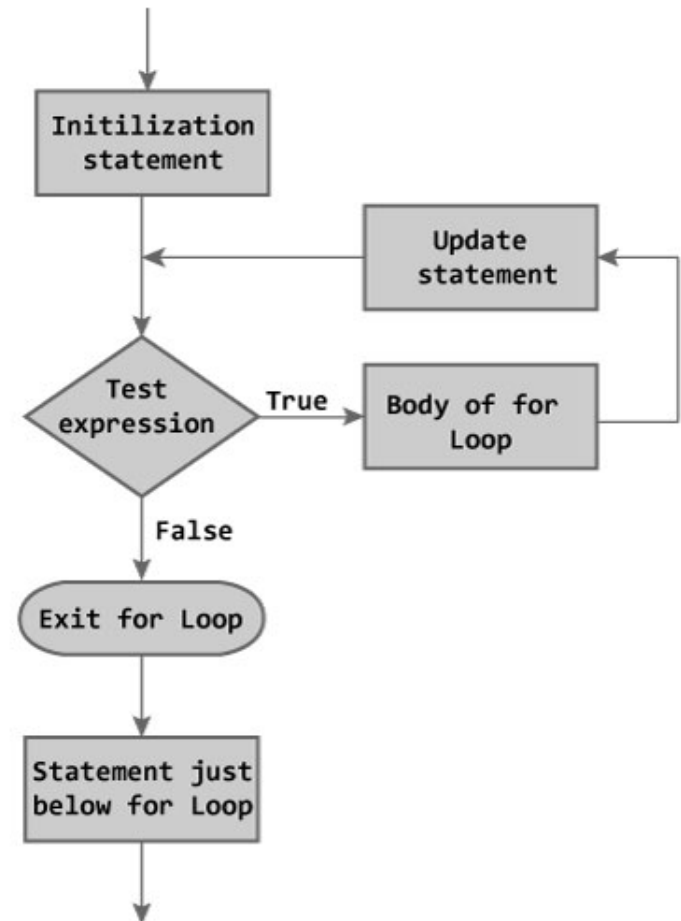 Initilization
statement
Update
statement
Test
expression
True
Body of for
Loop
False
Exit for Loop
Statement just
below for Loop